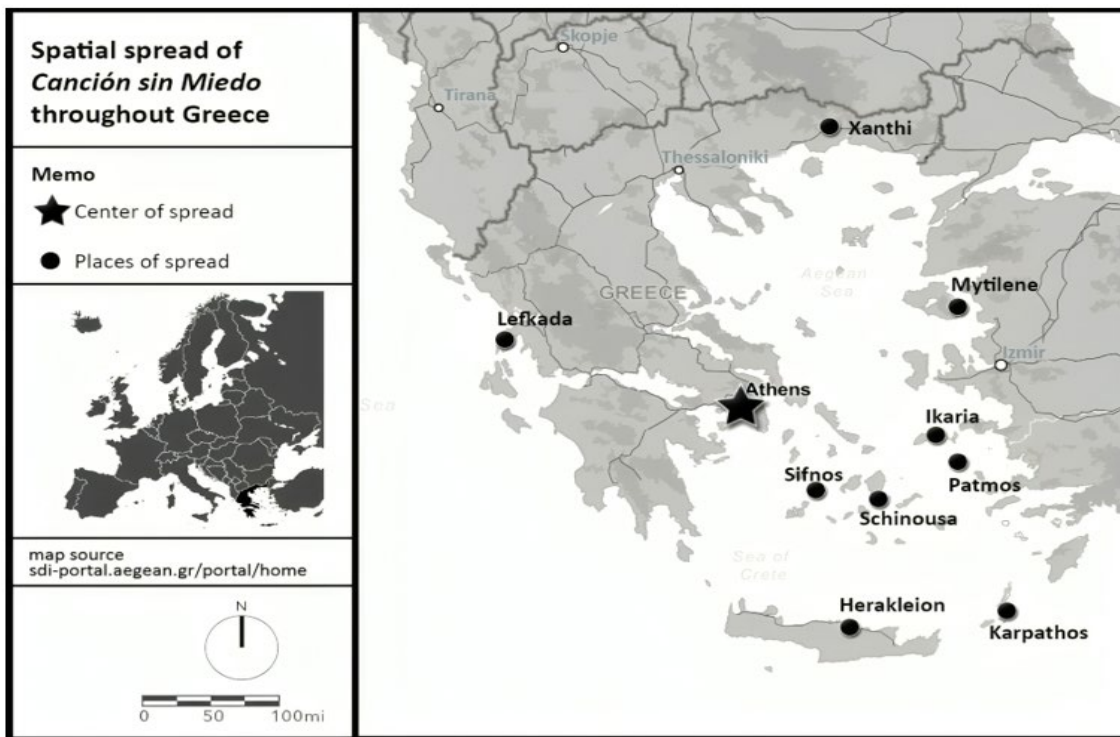 Spatial spread of
Canción sin Miedo
throughout Greece
Memo
Center of spread
Places of spread
map source
sdi-portal.aegean.gr/portal/home
N
0 50 100mi
Skopje
Tirana
Xanthi
Thessaloniki
Aegean
Sea
Mytilene
GREECE
Lefkada
Izmir
Athens
Sea
Ikaria
Sifnos
Patmos
Schinousa
Sea of
Crete
Herakleion
Karpathos